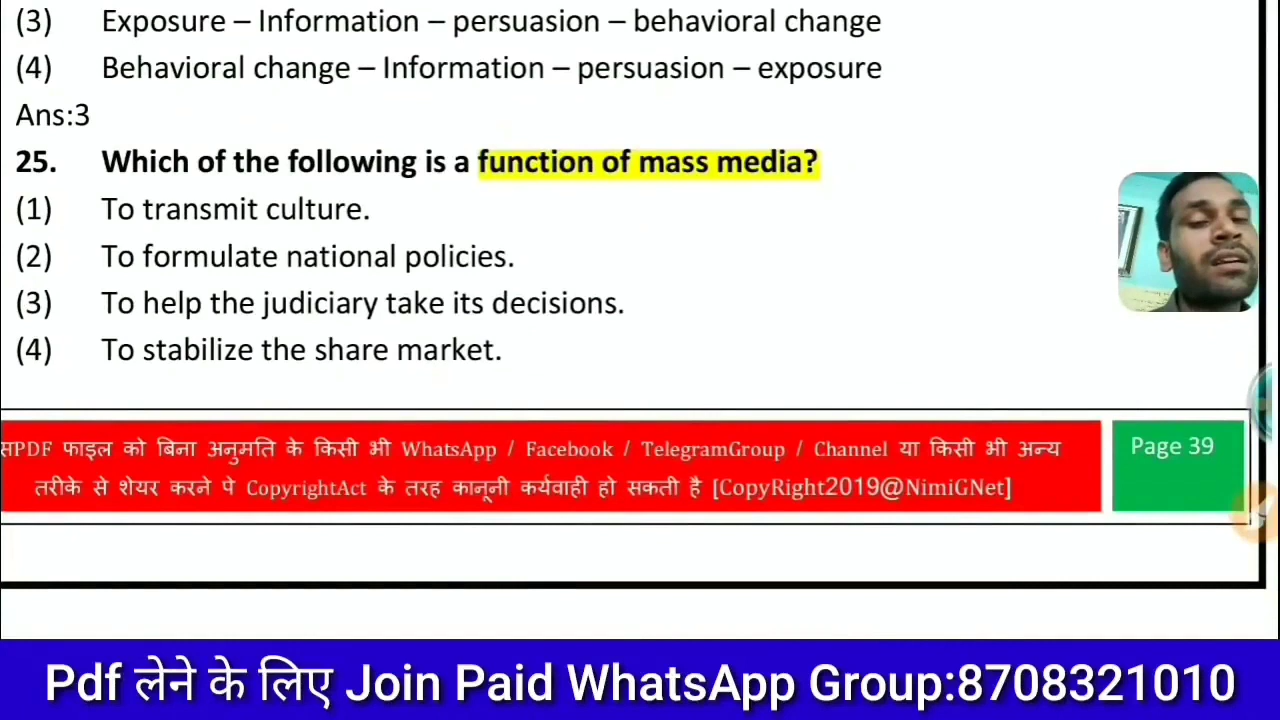 (3) Exposure – Information – persuasion – behavioral change
(4) Behavioral change – Information – persuasion – exposure
Ans:3
25. Which of the following is a function of mass media?
(1) To transmit culture.
(2) To formulate national policies.
(3) To help the judiciary take its decisions.
(4) To stabilize the share market.
सPDF फाइल को बिना अनुमति के किसी भी WhatsApp / Facebook / TelegramGroup / Channel या किसी भी अन्य
तरीके से शेयर करने पे CopyrightAct के तरह कानूनी कर्यवाही हो सकती है [CopyRight2019@NimiGNet]
Page 39
Pdf लेने के लिए Join Paid WhatsApp Group:8708321010